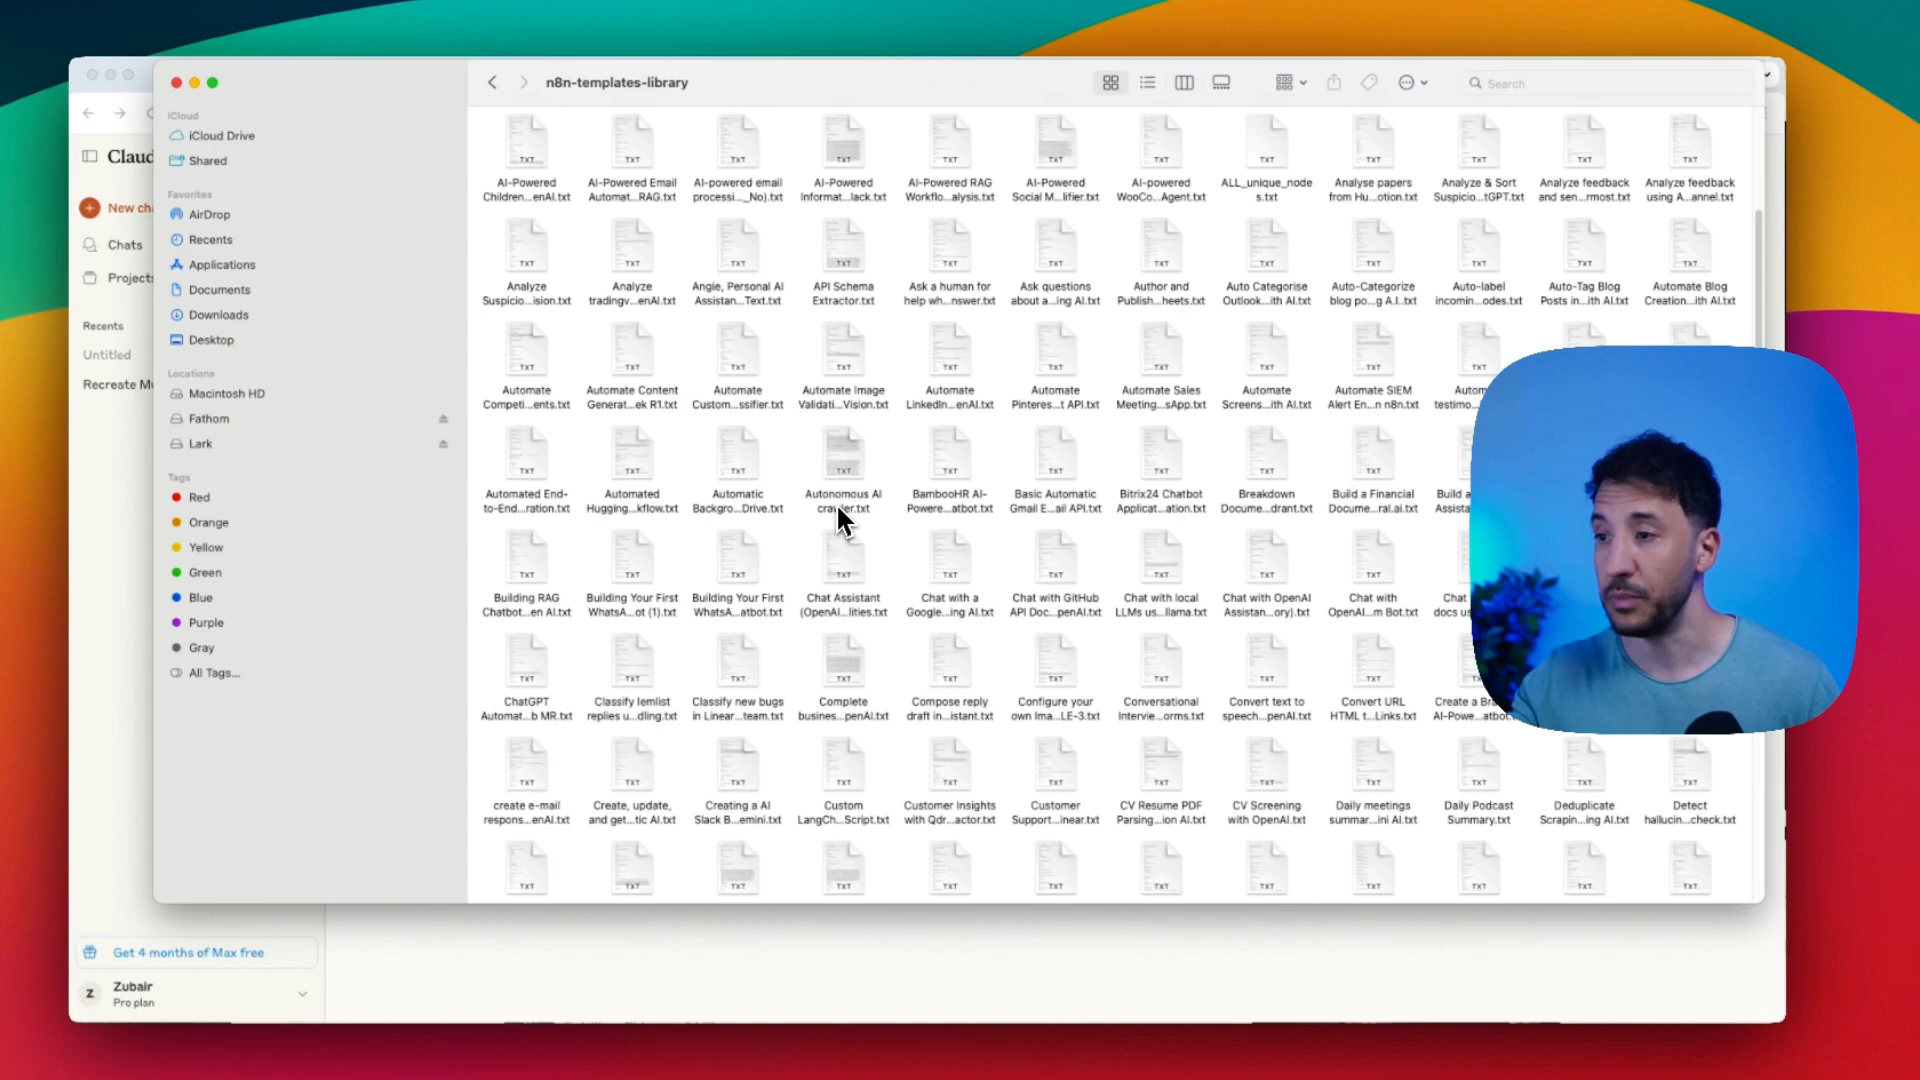 Claud
New cha
Chats
Projects
Recents
Untitled
Recreate M
Get 4 months of Max free
Z
Zubair
Pro plan
iCloud
iCloud Drive
Shared
Favorites
AirDrop
Recents
Applications
Documents
Downloads
Desktop
Locations
Macintosh HD
Fathom
Lark
Tags
Red
Orange
Yellow
Green
Blue
Purple
Gray
All Tags...
n8n-templates-library
Search
AI-Powered Children...enAI.txt
AI-Powered Email Automat...RAG.txt
AI-powered email processi..._No).txt
AI-Powered Informat...lack.txt
AI-Powered RAG Workflo...alysis.txt
AI-Powered Social M...lifier.txt
AI-powered WooCo...Agent.txt
ALL_unique_nodes.txt
Analyse papers from Hu...otion.txt
Analyze & Sort Suspicio...tGPT.txt
Analyze feedback and sen...rmost.txt
Analyze feedback using A...annel.txt
Analyze Suspicio...ision.txt
Analyze tradingv...enAI.txt
Angie, Personal AI Assistan...Text.txt
API Schema Extractor.txt
Ask a human for help wh...nswer.txt
Ask questions about a...ing AI.txt
Author and Publish...heets.txt
Auto Categorise Outlook...ith AI.txt
Auto-Categorize blog po...g A.I..txt
Auto-label incomin...odes.txt
Auto-Tag Blog Posts in...ith AI.txt
Automate Blog Creation...ith AI.txt
Automate Competi...ents.txt
Automate Content Generat...ek R1.txt
Automate Custom...ssifier.txt
Automate Image Validati...Vision.txt
Automate LinkedIn...enAI.txt
Automate Pinteres...t API.txt
Automate Sales Meeting...sApp.txt
Automate Screens...ith AI.txt
Automate SIEM Alert En...n n8n.txt
Autom
testimo
Automated End-to-End...ration.txt
Automated Hugging...kflow.txt
Automatic Backgro...Drive.txt
Autonomous AI crawler.txt
BambooHR AI-Powere...atbot.txt
Basic Automatic Gmail E...ail API.txt
Bitrix24 Chatbot Applicat...ation.txt
Breakdown Docume...drant.txt
Build a Financial Docume...ral.ai.txt
Build a
Assista
Building RAG Chatbot...en AI.txt
Building Your First WhatsA...ot (1).txt
Building Your First WhatsA...atbot.txt
Chat Assistant (OpenAI...lities.txt
Chat with a Google...ing AI.txt
Chat with GitHub API Doc...penAI.txt
Chat with local LLMs us...llama.txt
Chat with OpenAI Assistan...ory).txt
Chat with OpenAI...m Bot.txt
Chat
docs us
ChatGPT Automat...b MR.txt
Classify lemlist replies u...dling.txt
Classify new bugs in Linear...team.txt
Complete busines...penAI.txt
Compose reply draft in...istant.txt
Configure your own Ima...LE-3.txt
Conversational Intervie...orms.txt
Convert text to speech...penAI.txt
Convert URL HTML t...Links.txt
Create a Bra
AI-Powe...atbot
create e-mail respons...enAI.txt
Create, update, and get...tic AI.txt
Creating a AI Slack B...emini.txt
Custom LangCh...Script.txt
Customer Insights with Qdr...actor.txt
Customer Support...inear.txt
CV Resume PDF Parsing...ion AI.txt
CV Screening with OpenAI.txt
Daily meetings summar...ini AI.txt
Daily Podcast Summary.txt
Deduplicate Scrapin...ing AI.txt
Detect hallucin...check.txt